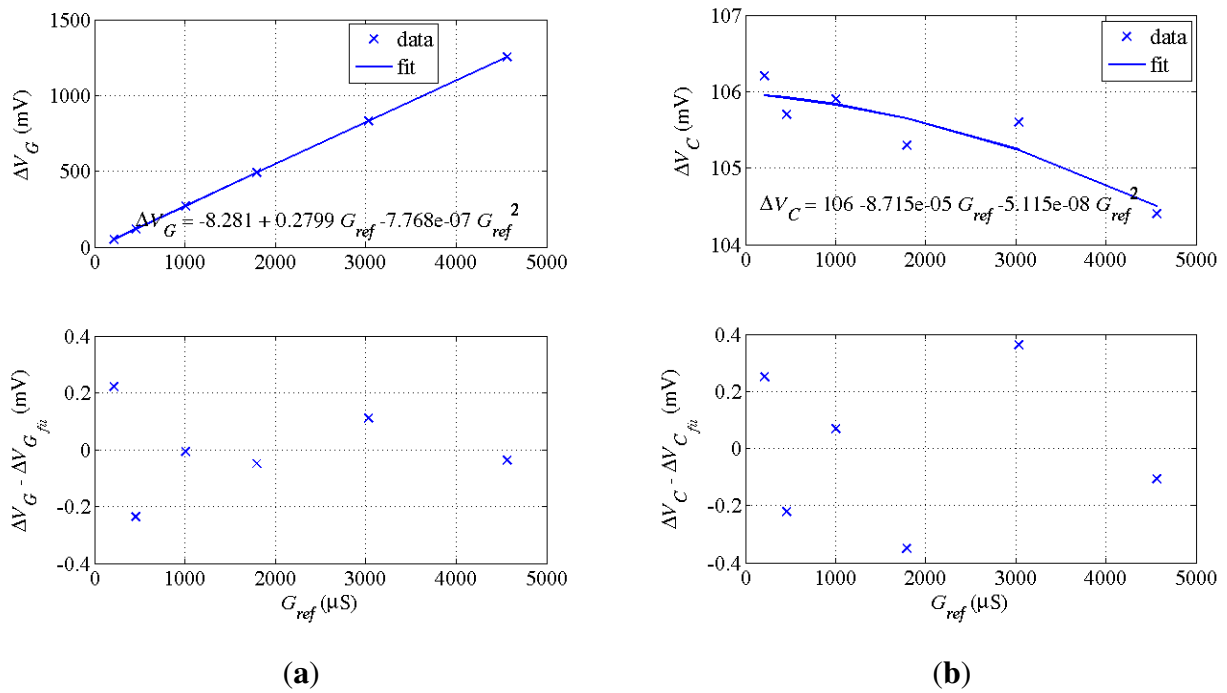 1500
1000
500
0
ΔV_G (mV)
data
fit
ΔV_G = -8.281 + 0.2799 G_ref -7.768e-07 G_ref^2
0 1000 2000 3000 4000 5000
0.4
0.2
0
-0.2
-0.4
ΔV_G - ΔV_G_fit (mV)
0 1000 2000 3000 4000 5000
G_ref (μS)
(a)
107
106
105
104
ΔV_C (mV)
data
fit
ΔV_C = 106 -8.715e-05 G_ref -5.115e-08 G_ref^2
0 1000 2000 3000 4000 5000
0.4
0.2
0
-0.2
-0.4
ΔV_C - ΔV_C_fit (mV)
0 1000 2000 3000 4000 5000
G_ref (μS)
(b)